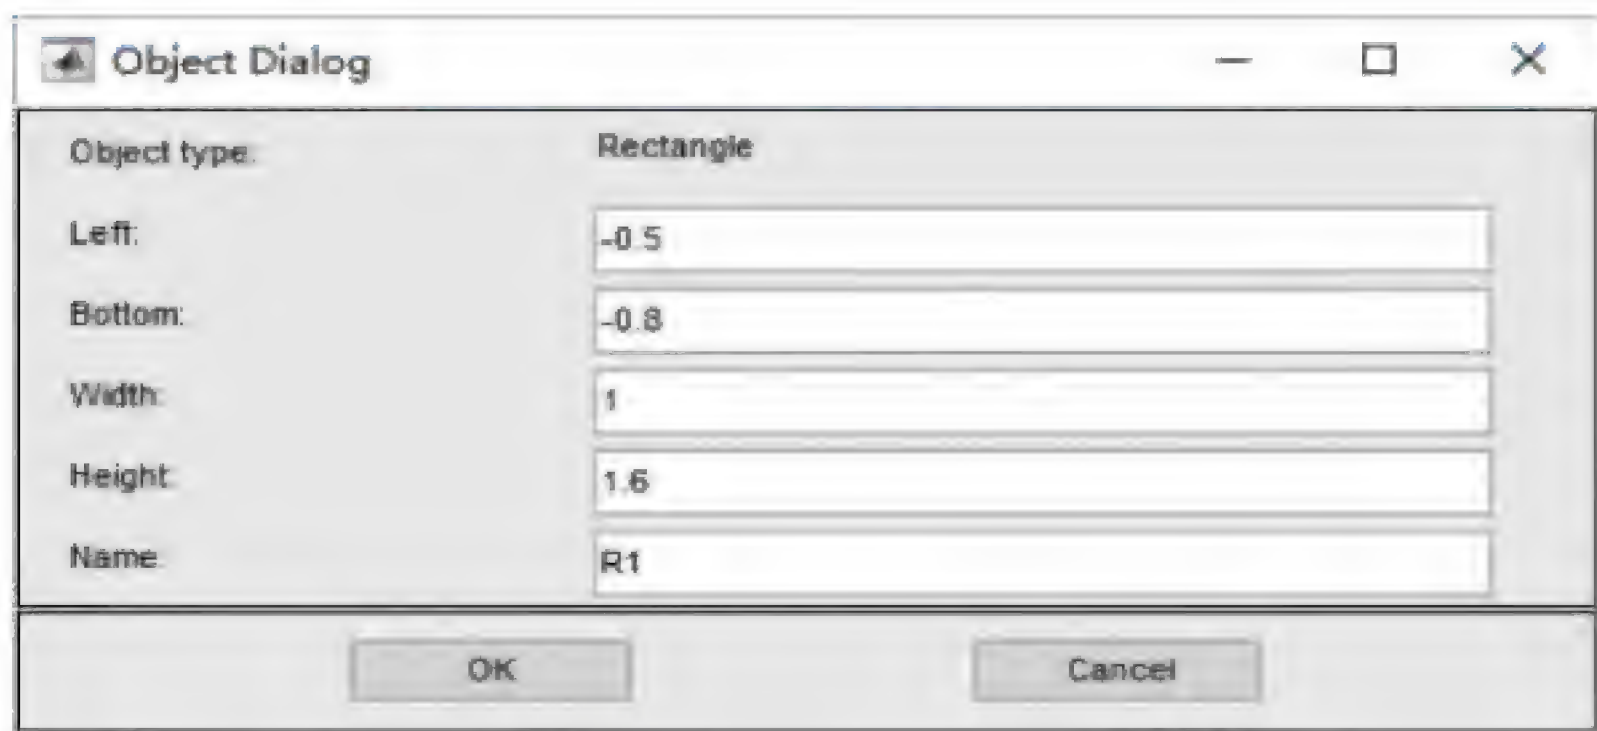 Object Dialog
Object type: Rectangle
Left: -0.5
Bottom: -0.8
Width: 1
Height: 1.6
Name: R1
OK Cancel